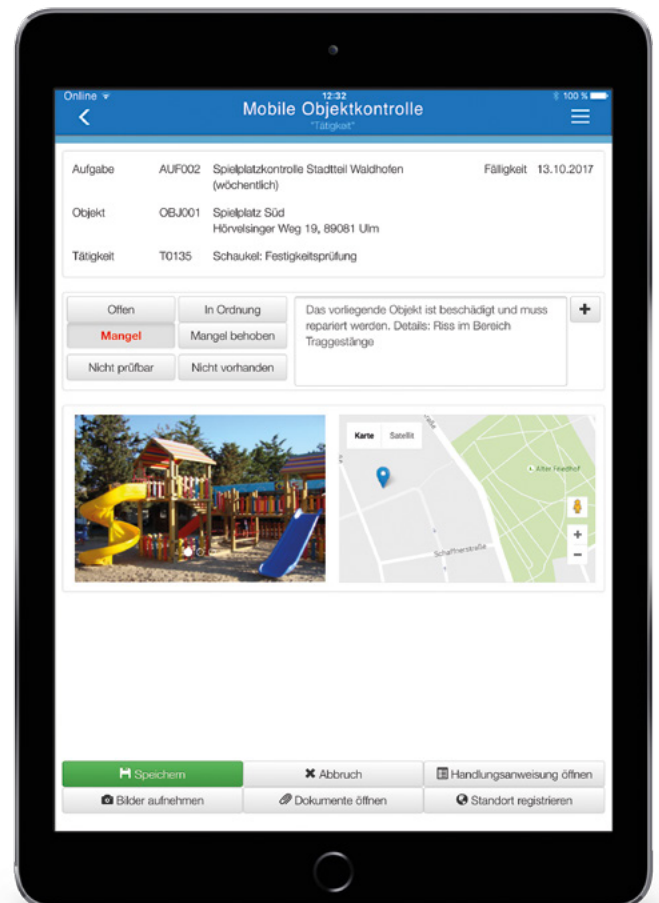 Online
12:32
100 %
Mobile Objektkontrolle
"Tätigkeit"
Aufgabe AUF002 Spielplatzkontrolle Stadtteil Waldhofen Fälligkeit 13.10.2017
(wöchentlich)
Objekt OBJ001 Spielplatz Süd
Hörvelsinger Weg 19, 89081 Ulm
Tätigkeit T0135 Schaukel: Festigkeitsprüfung
Offen In Ordnung
Mangel Mangel behoben
Nicht prüfbar Nicht vorhanden
Das vorliegende Objekt ist beschädigt und muss
repariert werden. Details: Riss im Bereich
Traggestänge
+
Karte Satellit
Alter Friedhof
Schaffnerstraße
+
−
Speichern Abbruch Handlungsanweisung öffnen
Bilder aufnehmen Dokumente öffnen Standort registrieren